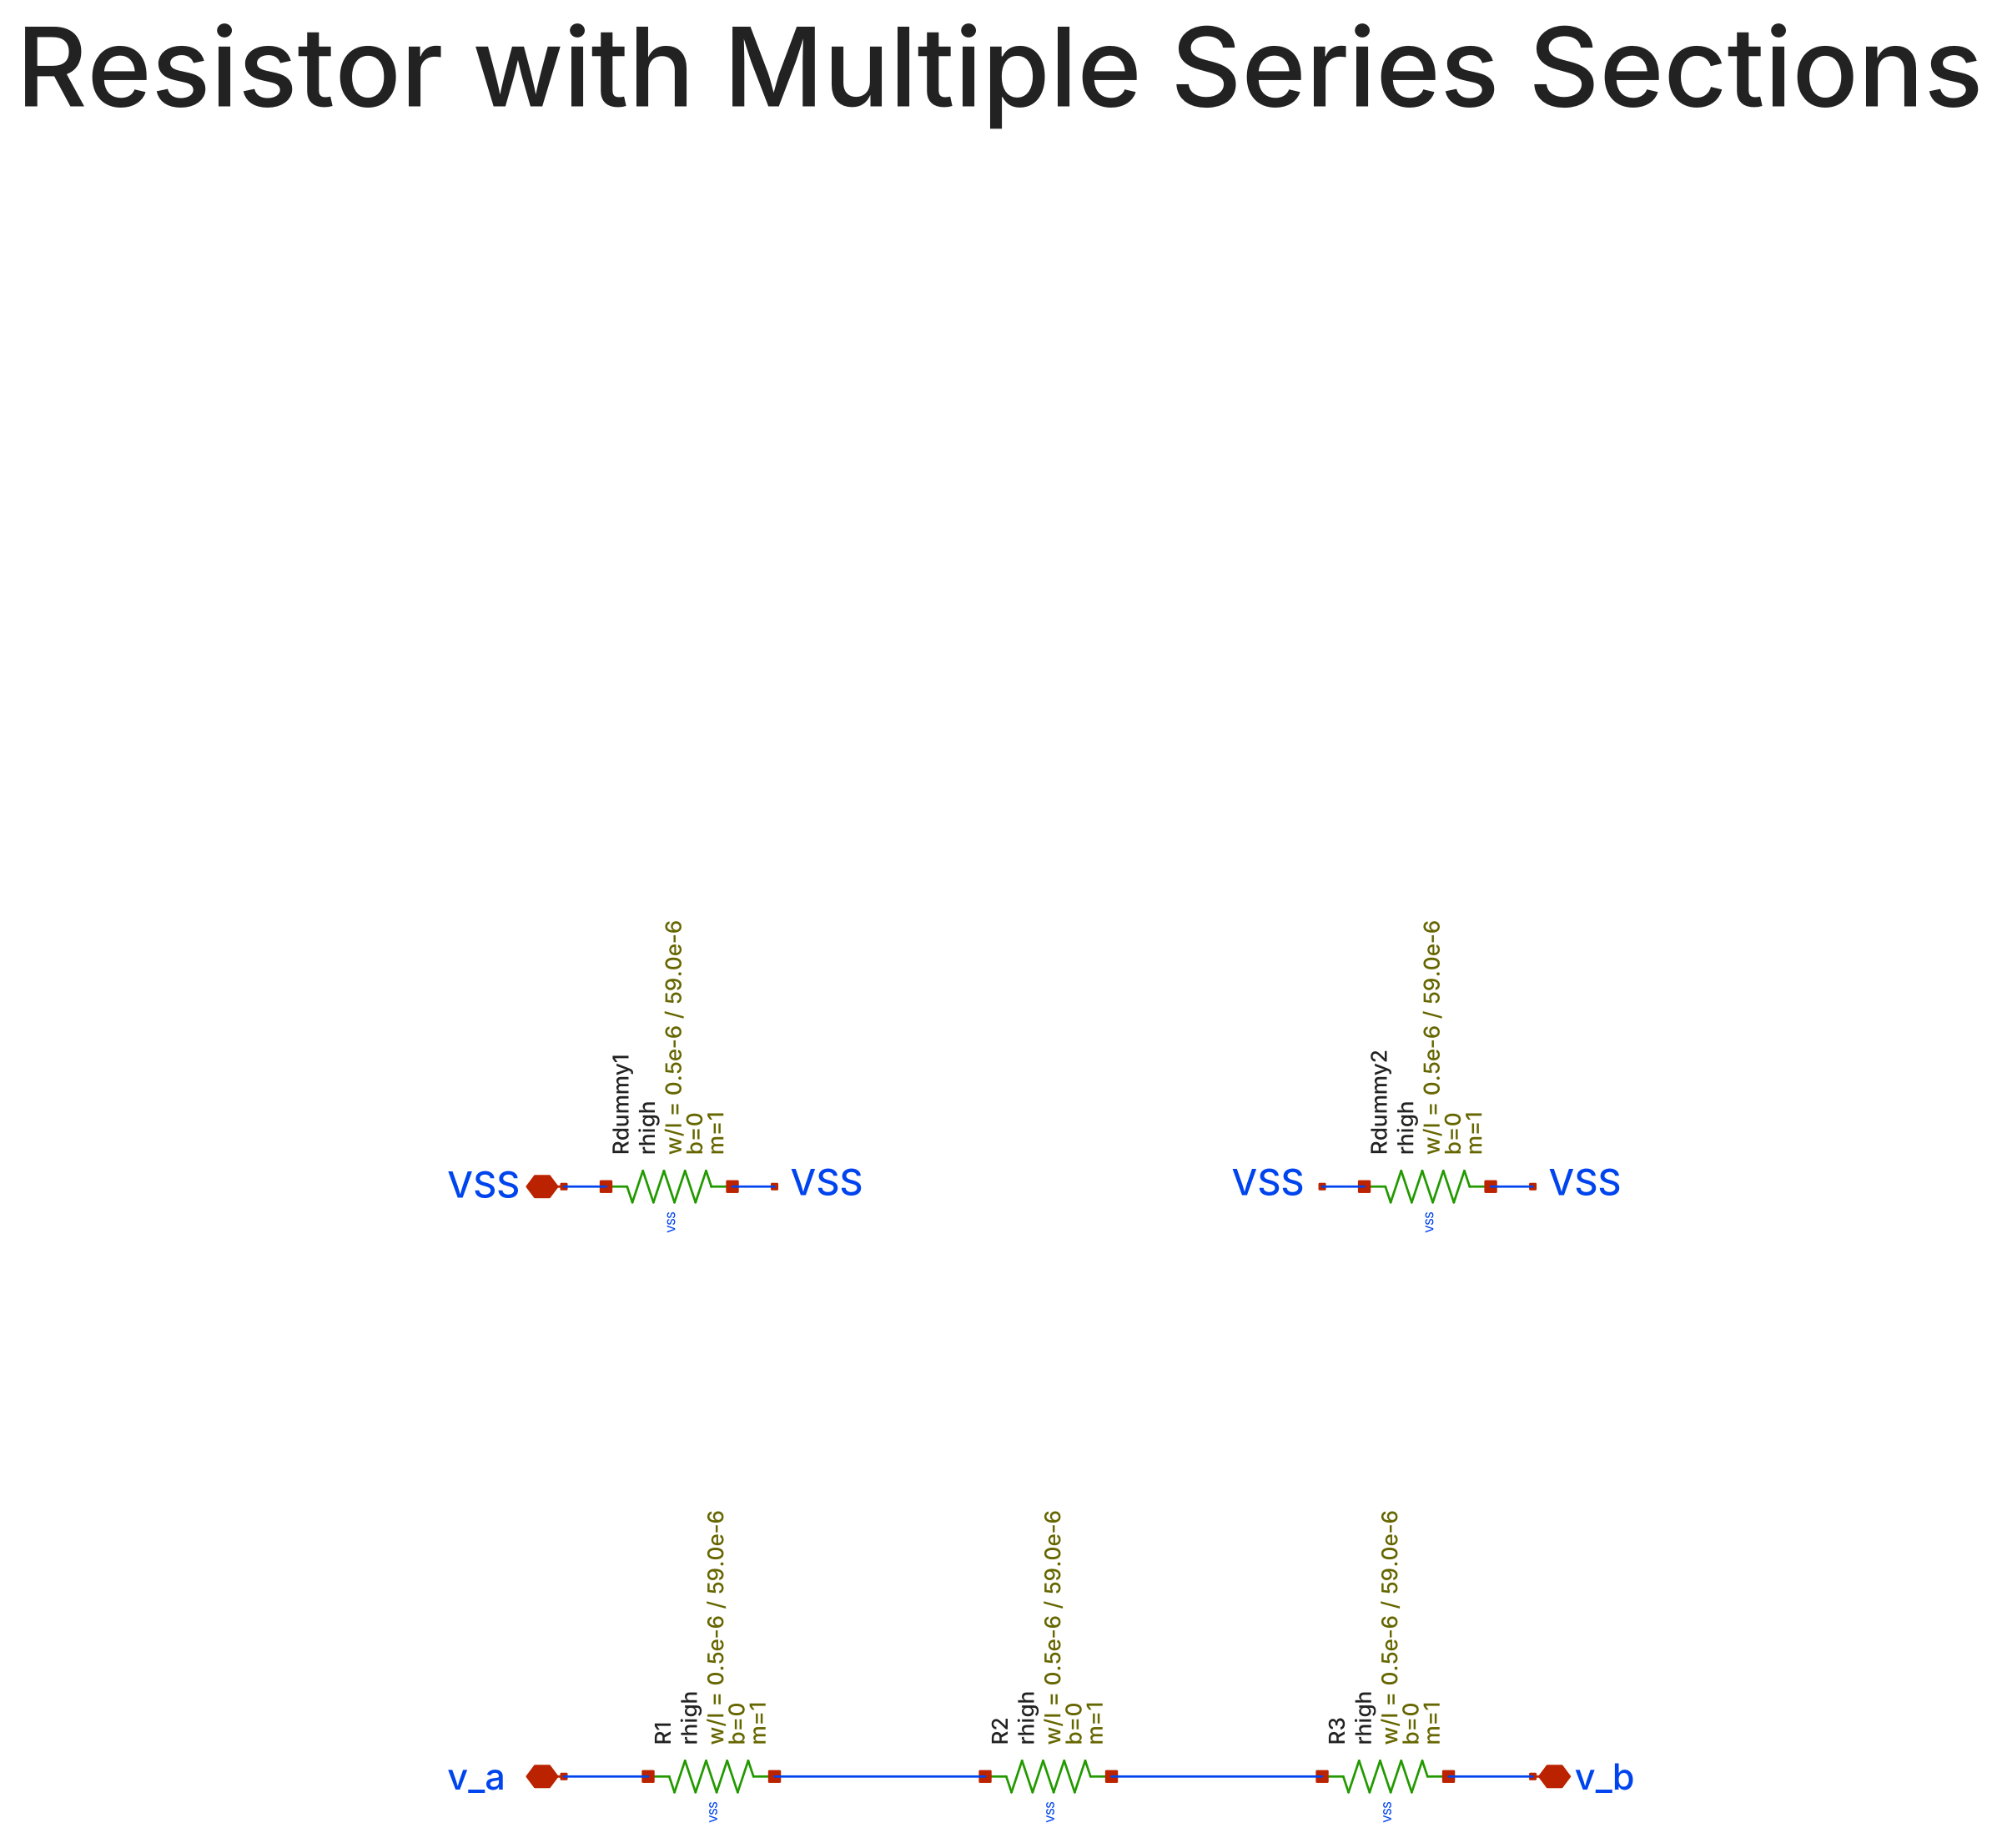 Resistor with Multiple Series Sections
Rdummy1
rhigh
w/l = 0.5e-6 / 59.0e-6
b=0
m=1
vss
vss
vss
Rdummy2
rhigh
w/l = 0.5e-6 / 59.0e-6
b=0
m=1
vss
vss
vss
R1
rhigh
w/l = 0.5e-6 / 59.0e-6
b=0
m=1
v_a
vss
R2
rhigh
w/l = 0.5e-6 / 59.0e-6
b=0
m=1
vss
R3
rhigh
w/l = 0.5e-6 / 59.0e-6
b=0
m=1
vss
v_b